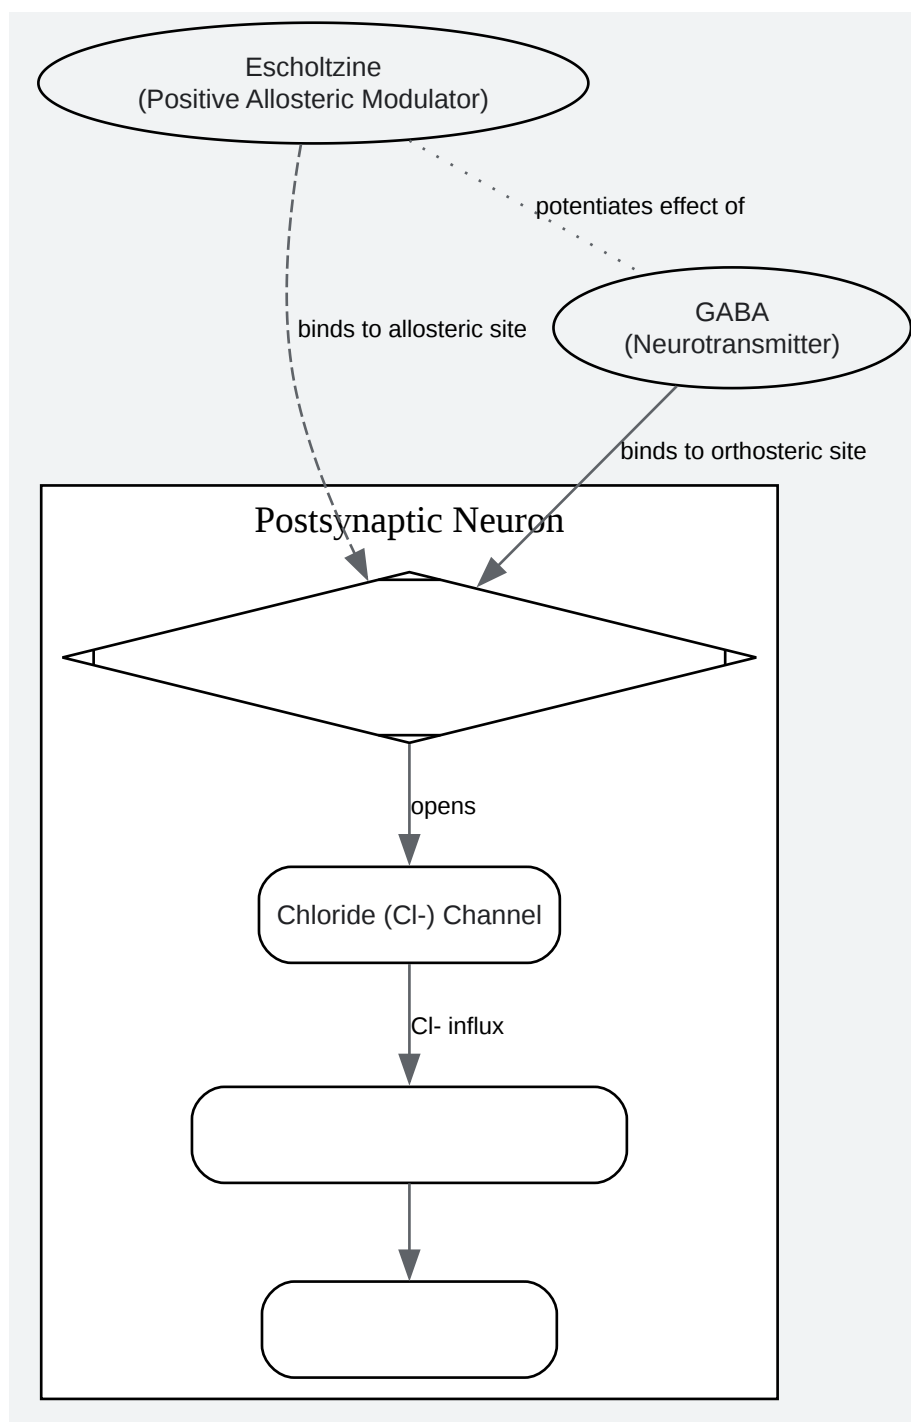 Escholtzine
(Positive Allosteric Modulator)
potentiates effect of
GABA
(Neurotransmitter)
binds to allosteric site
binds to orthosteric site
Postsynaptic Neuron
opens
Chloride (Cl-) Channel
Cl- influx